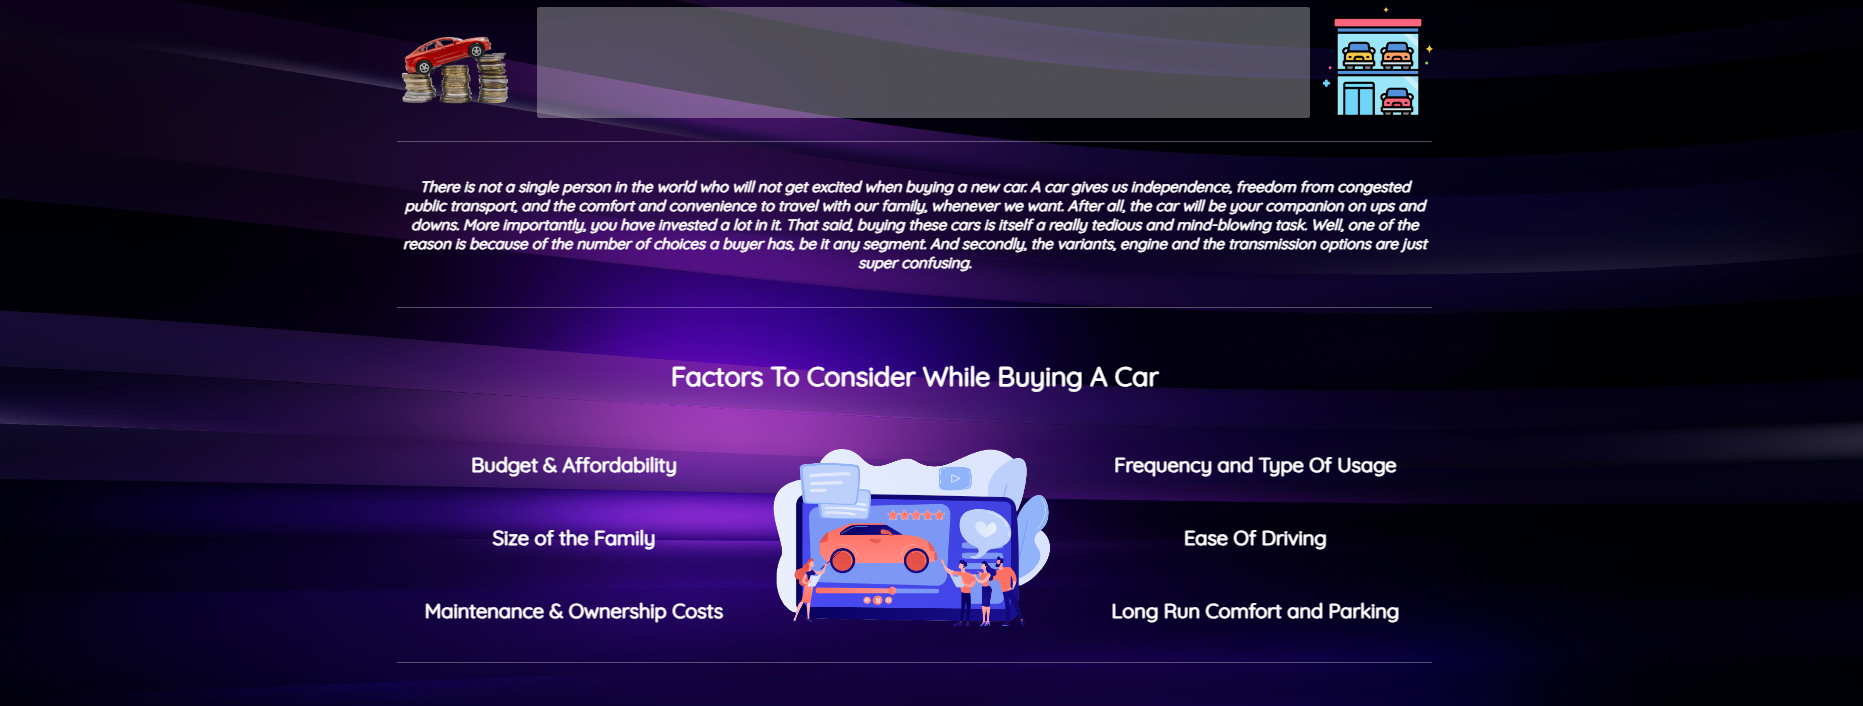 There is not a single person in the world who will not get excited when buying a new car. A car gives us independence, freedom from congested
public transport, and the comfort and convenience to travel with our family, whenever we want. After all, the car will be your companion on ups and
downs. More importantly, you have invested a lot in it. That said, buying these cars is itself a really tedious and mind-blowing task. Well, one of the
reason is because of the number of choices a buyer has, be it any segment. And secondly, the variants, engine and the transmission options are just
super confusing.
Factors To Consider While Buying A Car
Budget & Affordability
Size of the Family
Maintenance & Ownership Costs
Frequency and Type Of Usage
Ease Of Driving
Long Run Comfort and Parking